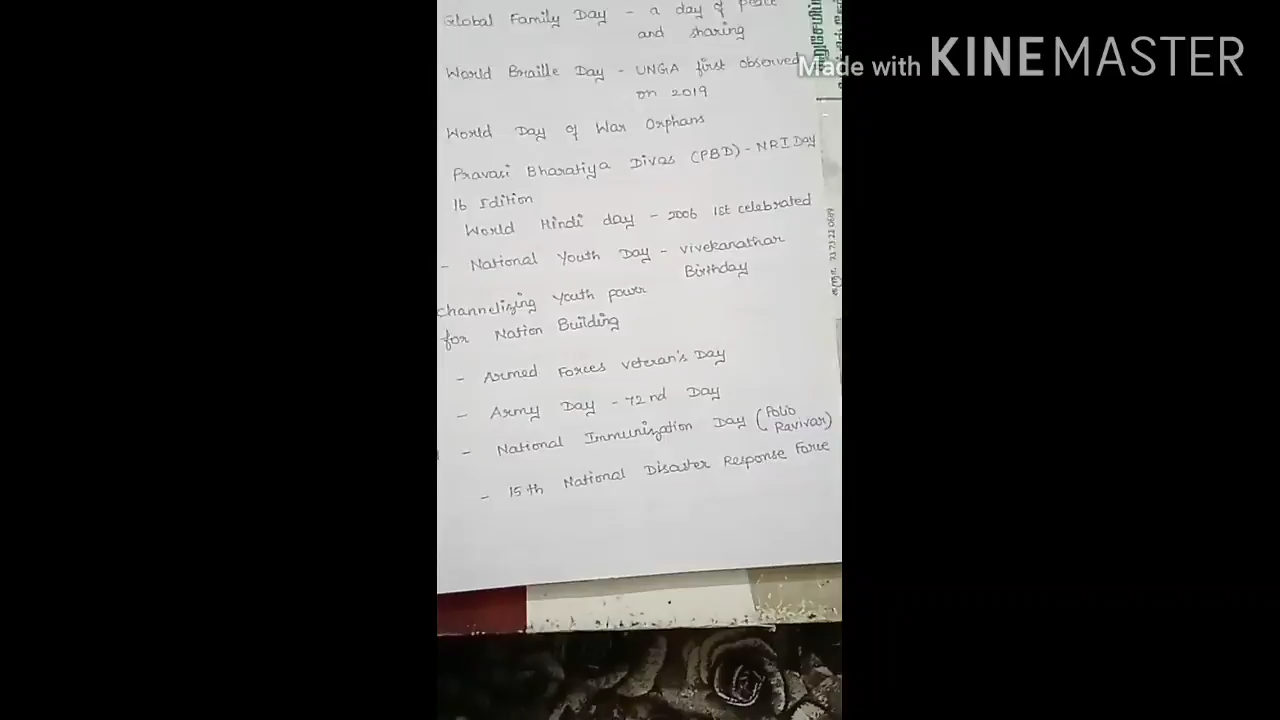 Global Family Day - a day of peace
and sharing
Made with KINEMASTER
World Braille Day - UNGA first observed
on 2019
World Day of War Orphans
Pravasi Bharatiya Divas (PBD) - NRI Day
16 Edition
World Hindi day - 2006 1st celebrated
- National Youth Day - vivekanathar
Birthday
channelizing Youth power
for Nation Building
- Armed Forces veteran's Day
- Army Day - 72nd Day
- National Immunization Day (Polio
Ravivar)
- 15th National Disaster Response Force